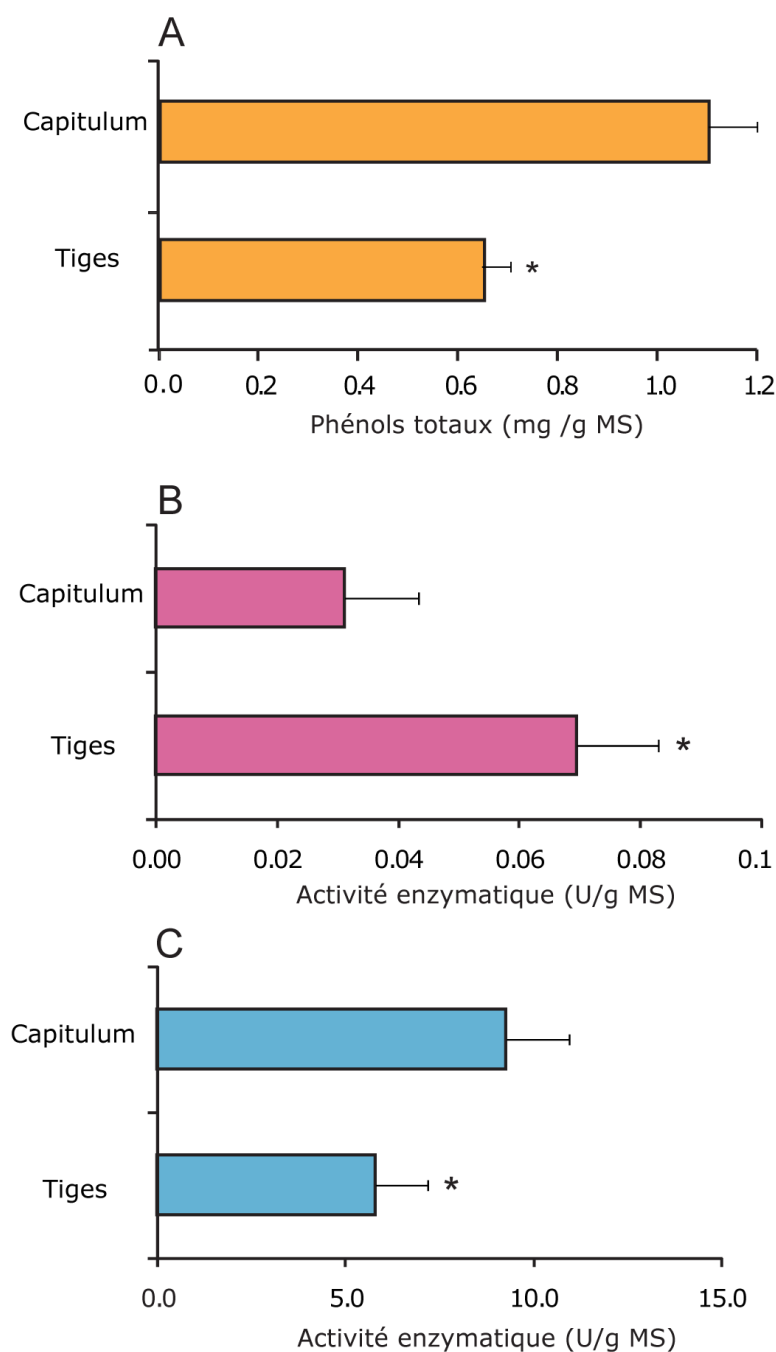 A
Capitulum
Tiges
*
0.0 0.2 0.4 0.6 0.8 1.0 1.2
Phénols totaux (mg /g MS)
B
Capitulum
Tiges
*
0.00 0.02 0.04 0.06 0.08 0.1
Activité enzymatique (U/g MS)
C
Capitulum
Tiges
*
0.0 5.0 10.0 15.0
Activité enzymatique (U/g MS)